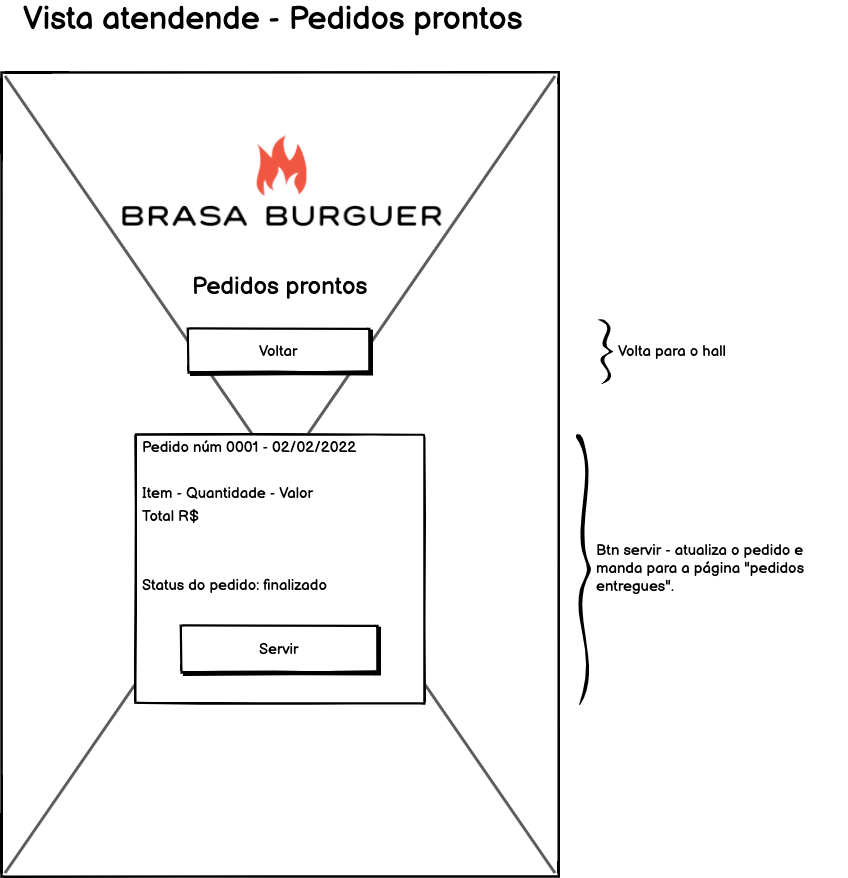 Vista atendende - Pedidos prontos
BRASA BURGUER
Pedidos prontos
Voltar
Volta para o hall
Pedido núm 0001 - 02/02/2022
Item - Quantidade - Valor
Total R$
Status do pedido: finalizado
Servir
Btn servir - atualiza o pedido e
manda para a página "pedidos
entregues".